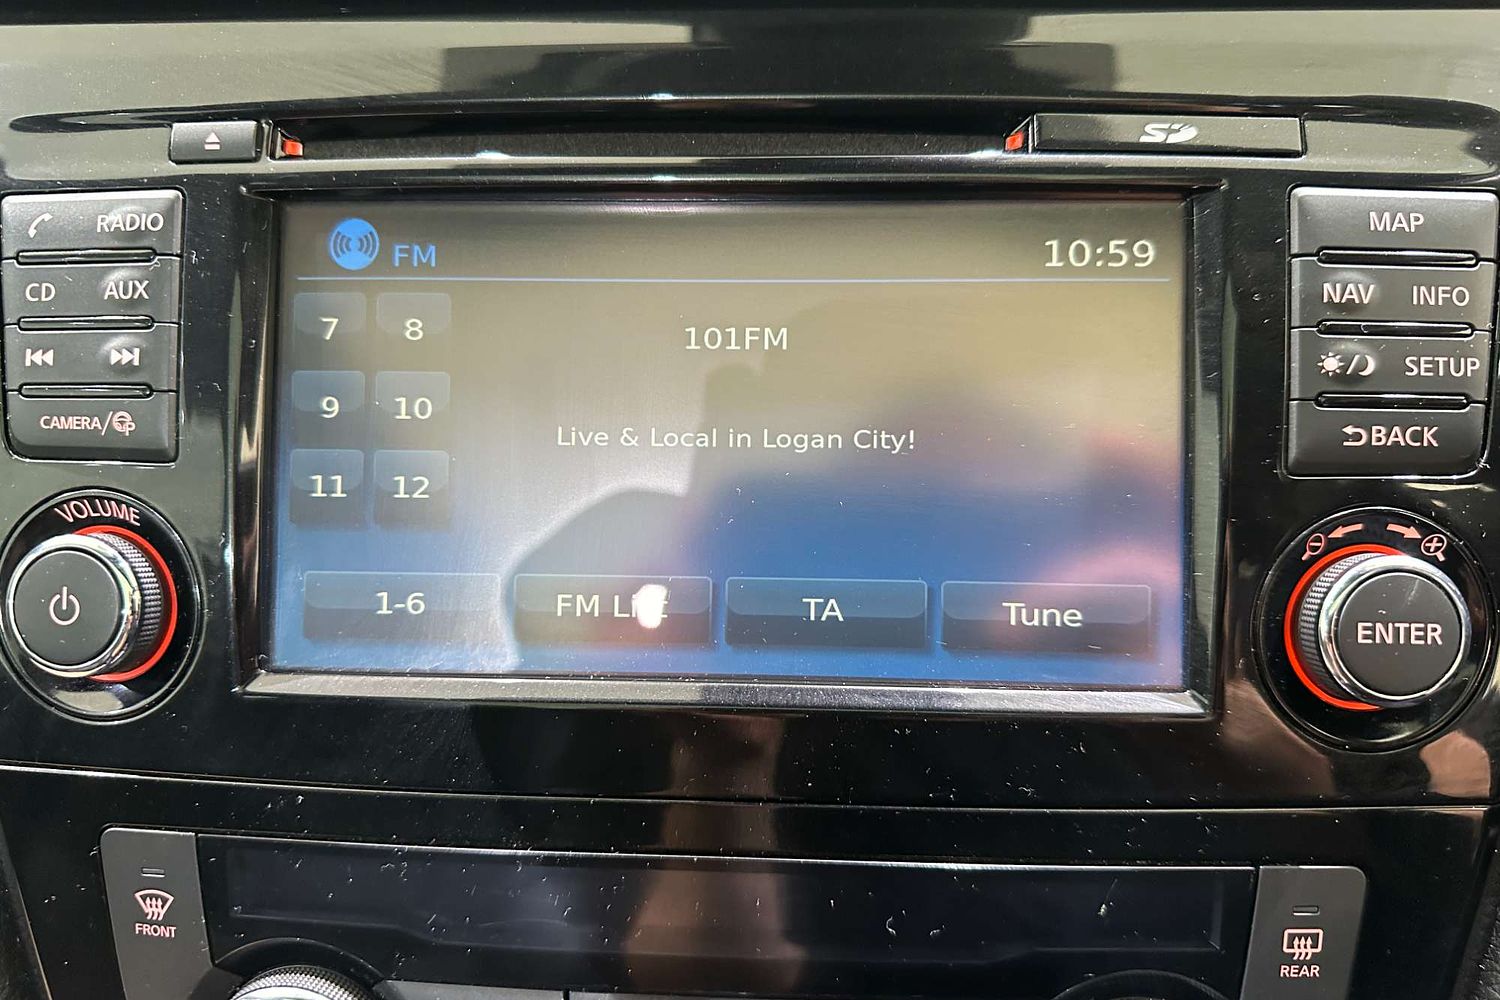 SD
RADIO
CD AUX
CAMERA/
VOLUME
FM
10:59
7 8
101FM
9 10
Live & Local in Logan City!
11 12
1-6
TA
Tune
FM
MAP
NAV INFO
SETUP
BACK
ENTER
FRONT
REAR